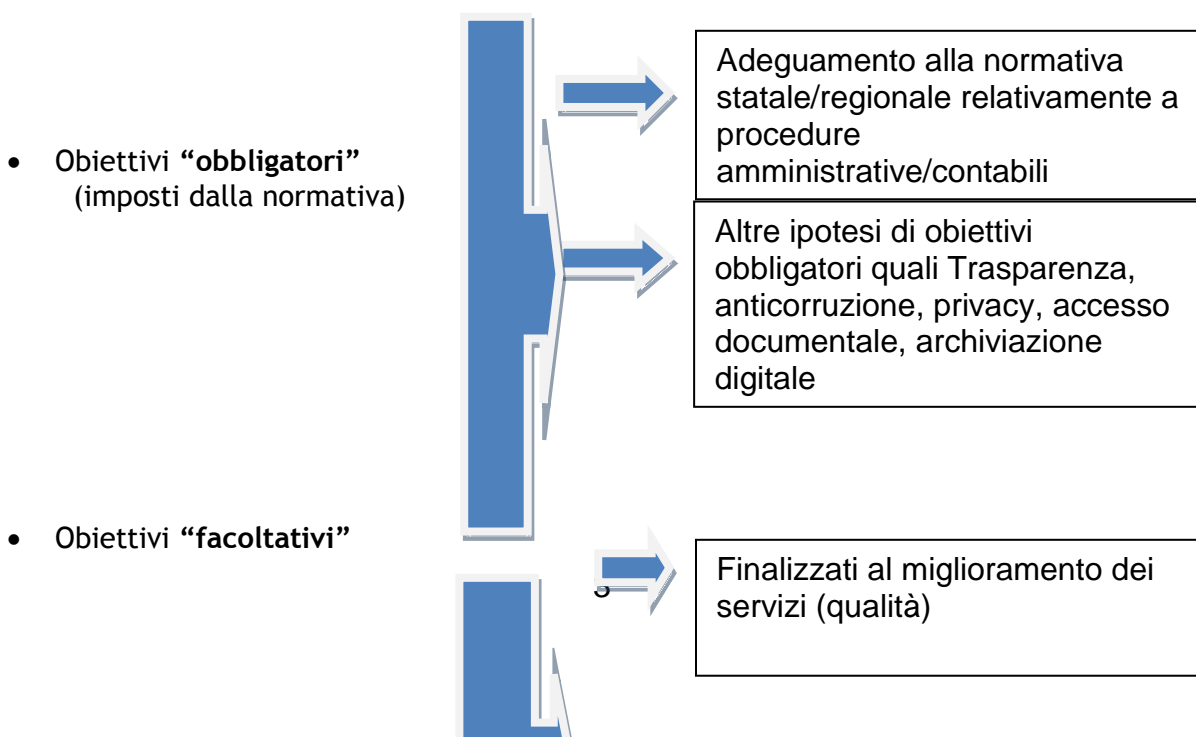 • Obiettivi “obbligatori”
(imposti dalla normativa)
Adeguamento alla normativa
statale/regionale relativamente a
procedure
amministrative/contabili
Altre ipotesi di obiettivi
obbligatori quali Trasparenza,
anticorruzione, privacy, accesso
documentale, archiviazione
digitale
• Obiettivi “facoltativi”
Finalizzati al miglioramento dei
servizi (qualità)